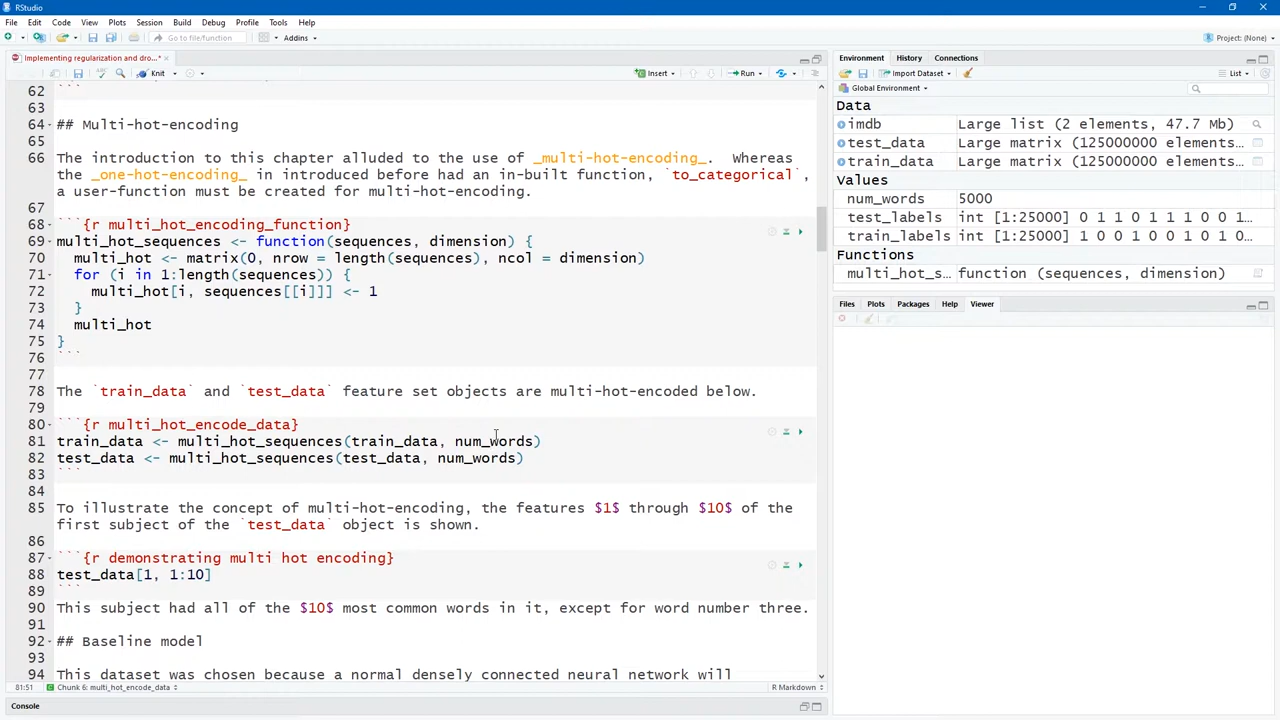 RStudio
File Edit Code View Plots Session Build Debug Profile Tools Help
Go to file/function Addins Project: (None)
Implementing regularization and dro...*
Knit Insert Run
62 ```
63
64 ## Multi-hot-encoding
65
66 The introduction to this chapter alluded to the use of _multi-hot-encoding_.  Whereas
the _one-hot-encoding_ in introduced before had an in-built function, `to_categorical`,
a user-function must be created for multi-hot-encoding.
67
68 ```{r multi_hot_encoding_function}
69 multi_hot_sequences <- function(sequences, dimension) {
70   multi_hot <- matrix(0, nrow = length(sequences), ncol = dimension)
71   for (i in 1:length(sequences)) {
72     multi_hot[i, sequences[[i]]] <- 1
73   }
74   multi_hot
75 }
76 ```
77
78 The `train_data` and `test_data` feature set objects are multi-hot-encoded below.
79
80 ```{r multi_hot_encode_data}
81 train_data <- multi_hot_sequences(train_data, num_words)
82 test_data <- multi_hot_sequences(test_data, num_words)
83 ```
84
85 To illustrate the concept of multi-hot-encoding, the features $1$ through $10$ of the
first subject of the `test_data` object is shown.
86
87 ```{r demonstrating multi hot encoding}
88 test_data[1, 1:10]
89 ```
90 This subject had all of the $10$ most common words in it, except for word number three.
91
92 ## Baseline model
93
94 This dataset was chosen because a normal densely connected neural network will
81:51 Chunk 6: multi_hot_encode_data R Markdown
Console
Environment History Connections
Import Dataset List
Global Environment
Data
imdb Large list (2 elements, 47.7 Mb)
test_data Large matrix (125000000 elements...
train_data Large matrix (125000000 elements...
Values
num_words 5000
test_labels int [1:25000] 0 1 1 0 1 1 1 0 0 1...
train_labels int [1:25000] 1 0 0 1 0 0 1 0 1 0...
Functions
multi_hot_s... function (sequences, dimension)
Files Plots Packages Help Viewer